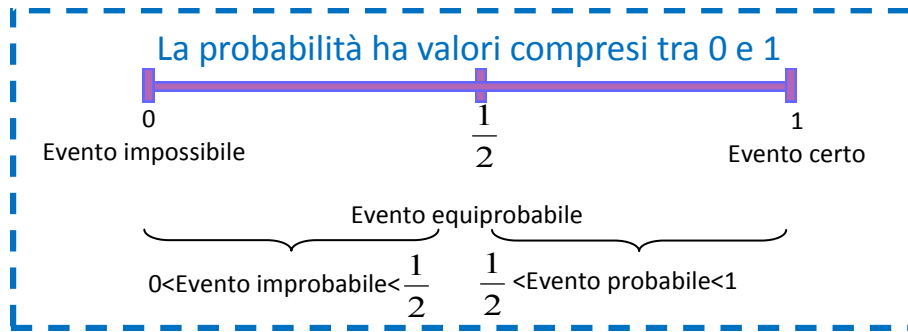 La probabilità ha valori compresi tra 0 e 1
0 1/2 1
Evento impossibile Evento certo
Evento equiprobabile
0<Evento improbabile<1/2 1/2 <Evento probabile<1